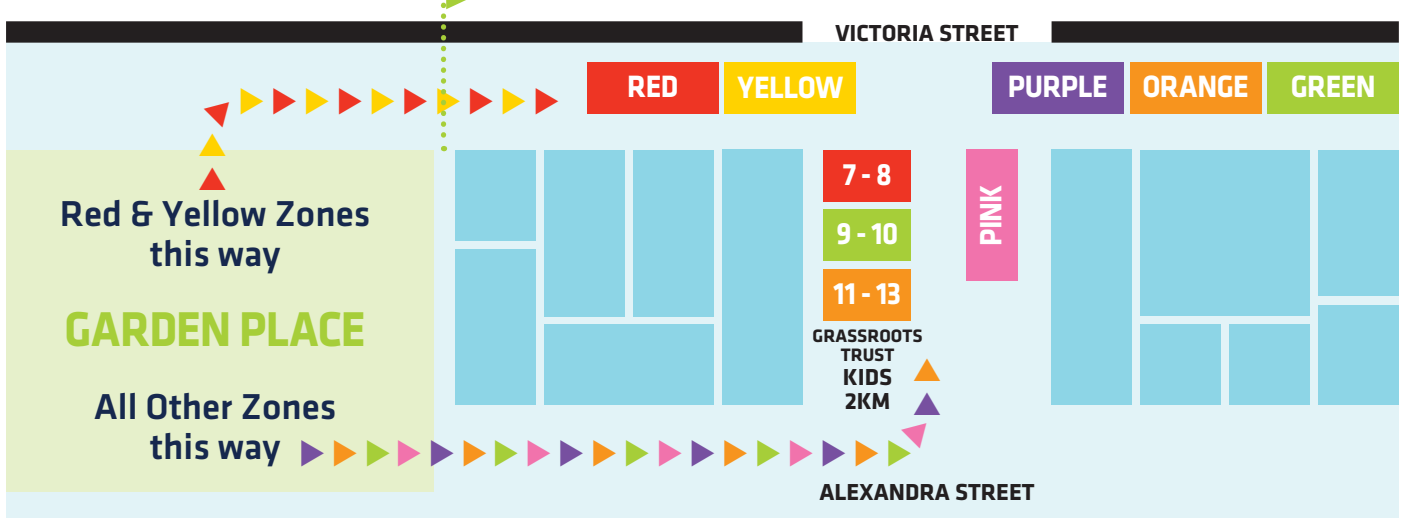 VICTORIA STREET
RED
YELLOW
PURPLE
ORANGE
GREEN
7 - 8
9 - 10
11 - 13
PINK
GRASSROOTS
TRUST
KIDS
2KM
Red & Yellow Zones
this way
GARDEN PLACE
All Other Zones
this way
ALEXANDRA STREET